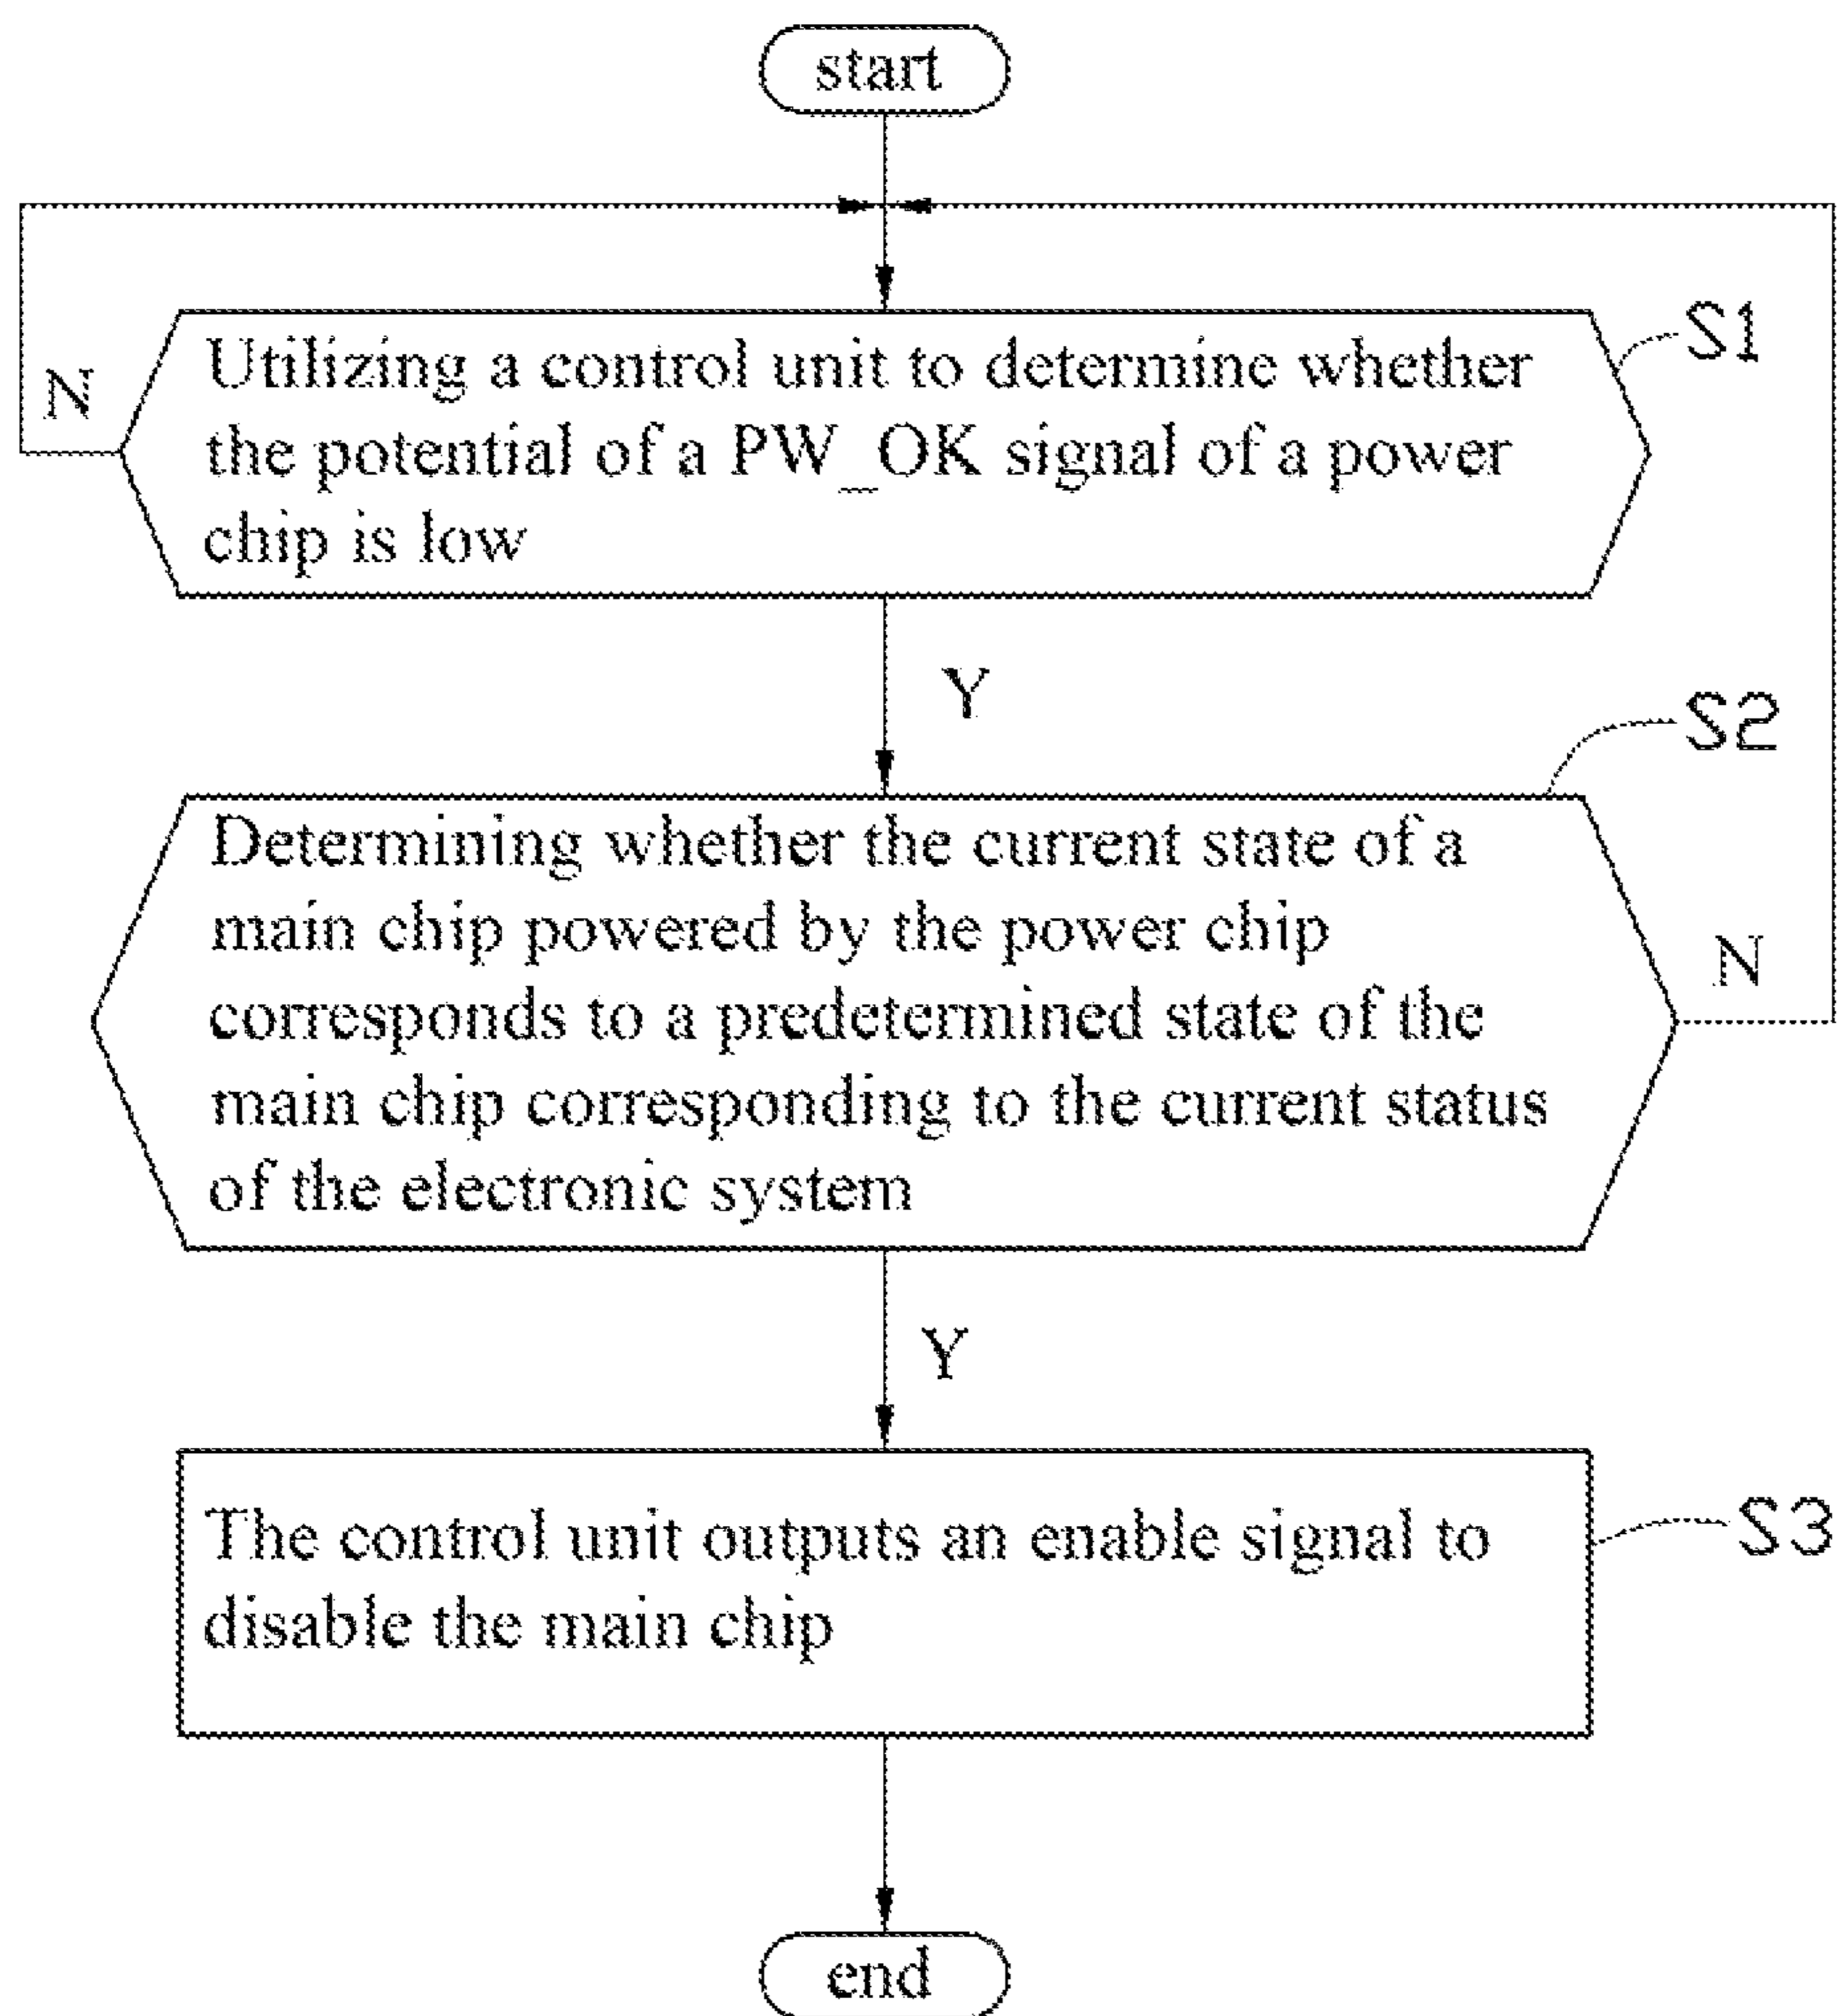 start
N
Utilizing a control unit to determine whether
the potential of a PW_OK signal of a power
chip is low
S1
Y
S2
Determining whether the current state of a
main chip powered by the power chip
corresponds to a predetermined state of the
main chip corresponding to the current status
of the electronic system
N
Y
The control unit outputs an enable signal to
disable the main chip
S3
end